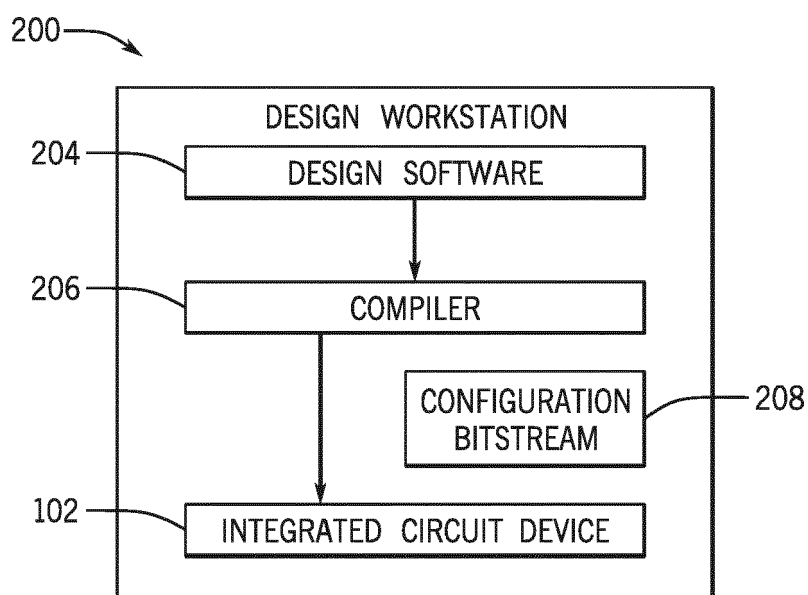 200
DESIGN WORKSTATION
204
DESIGN SOFTWARE
206
COMPILER
CONFIGURATION
BITSTREAM
208
102
INTEGRATED CIRCUIT DEVICE